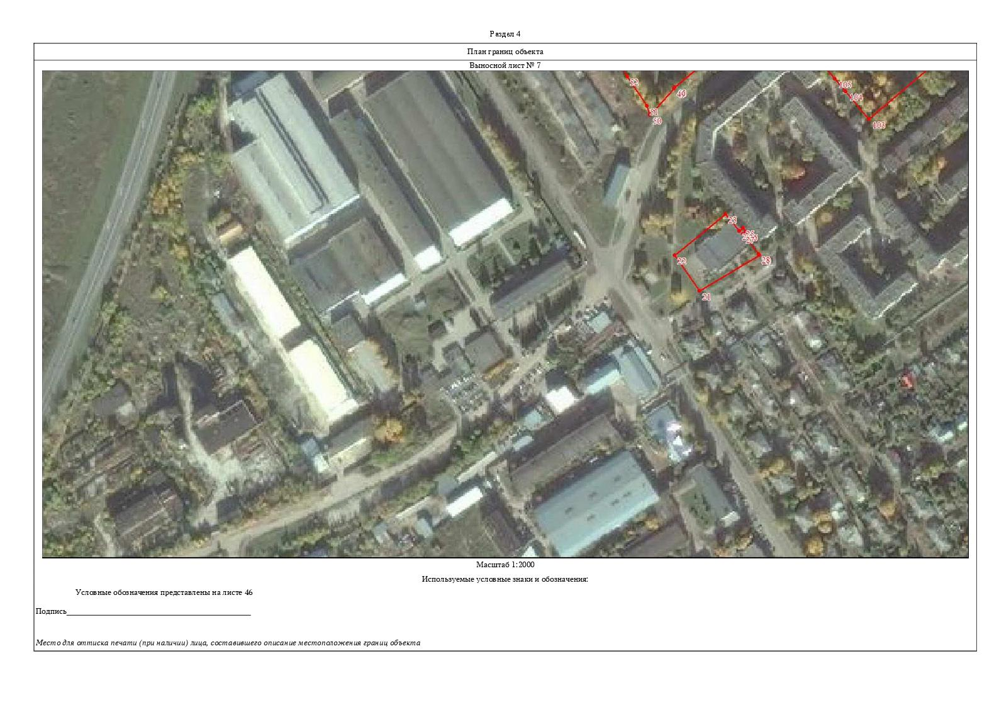 Раздел 4
План границ объекта
Выносной лист № 7
52
51
50
49
105
104
103
23
25
28
22
21
Масштаб 1:2000
Используемые условные знаки и обозначения:
Условные обозначения представлены на листе 46
Подпись
Место для оттиска печати (при наличии) лица, составившего описание местоположения границ объекта